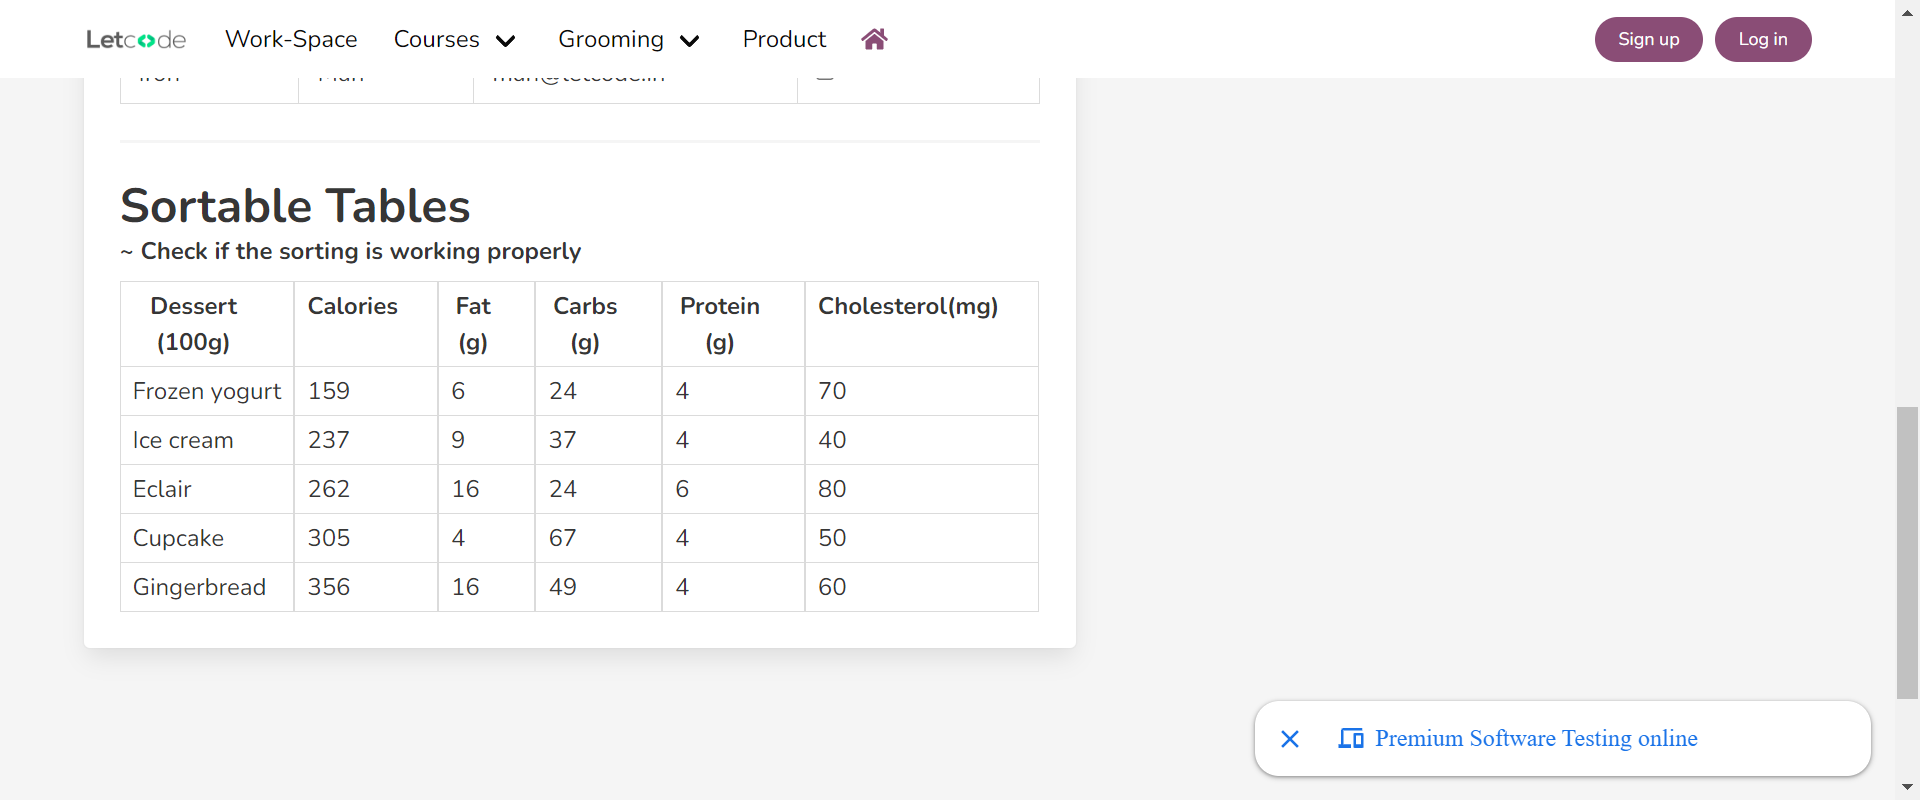 Letcode Work-Space Courses Grooming Product Sign up Log in
Sortable Tables
~ Check if the sorting is working properly
Dessert (100g) Calories Fat (g) Carbs (g) Protein (g) Cholesterol(mg)
Frozen yogurt 159 6 24 4 70
Ice cream 237 9 37 4 40
Eclair 262 16 24 6 80
Cupcake 305 4 67 4 50
Gingerbread 356 16 49 4 60
Premium Software Testing online